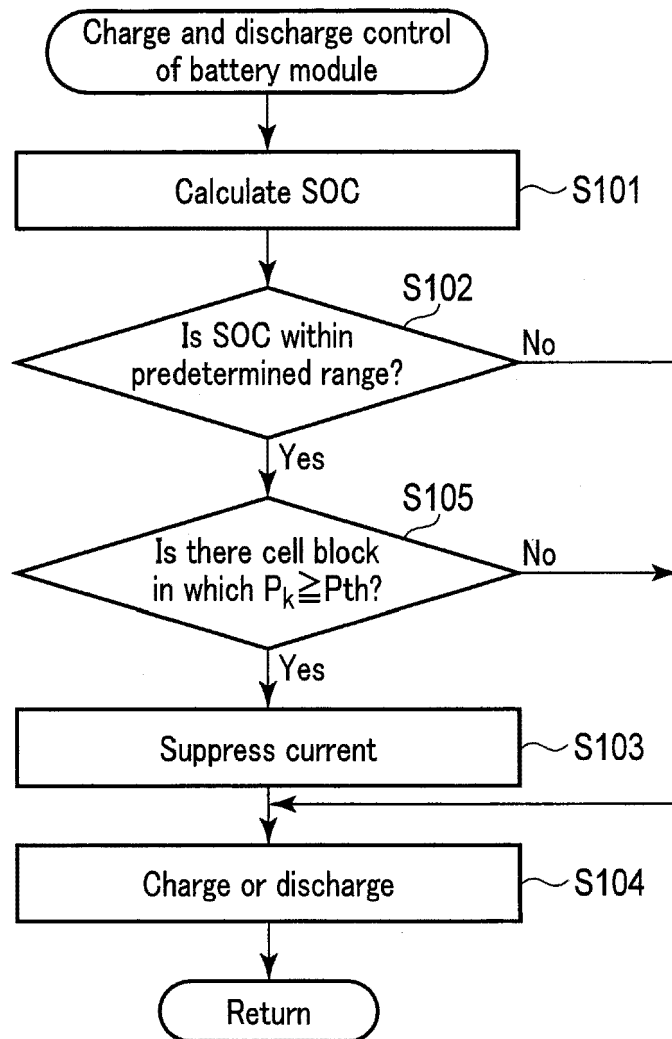 Charge and discharge control
of battery module
Calculate SOC
S101
S102
Is SOC within
predetermined range?
No
Yes
S105
Is there cell block
in which Pk≧Pth?
No
Yes
Suppress current
S103
Charge or discharge
S104
Return